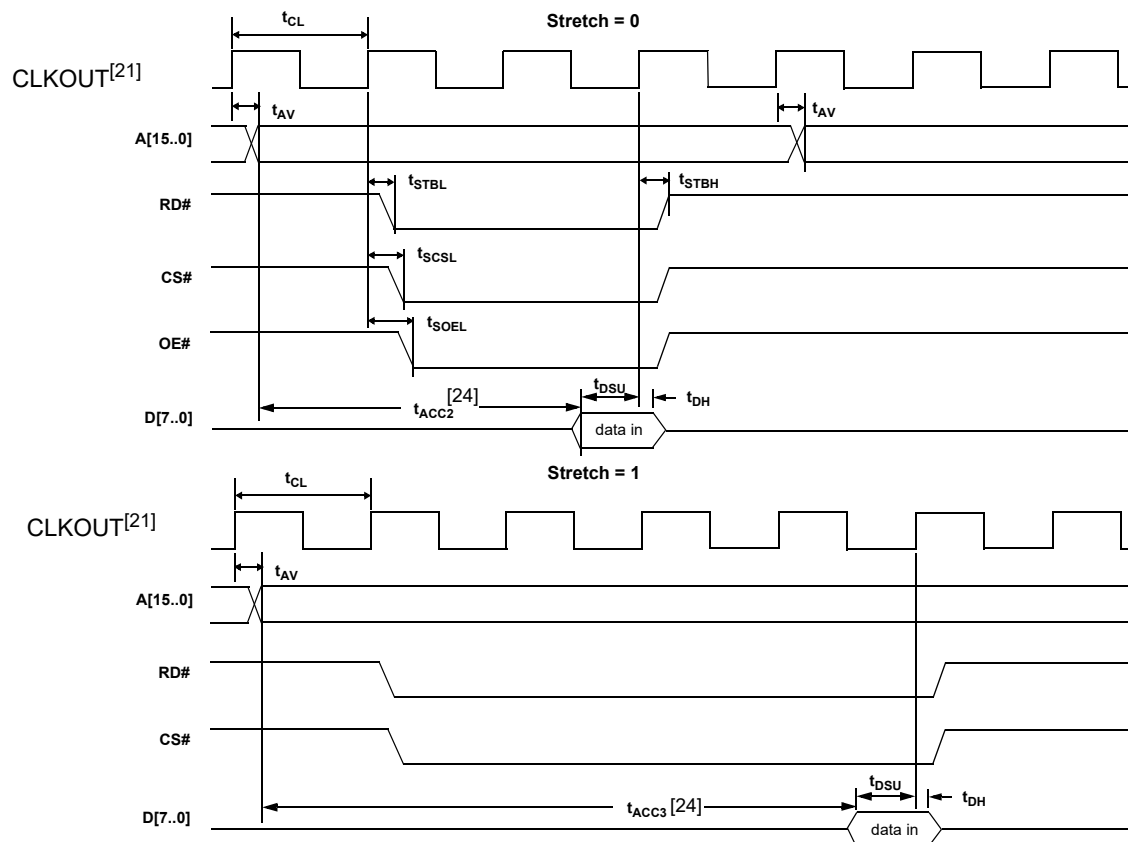 Stretch = 0
tCL
CLKOUT[21]
tAV
tAV
A[15..0]
tSTBL
tSTBH
RD#
tSCSL
CS#
tSOEL
OE#
tDSU
tACC2 [24]
tDH
D[7..0]
data in
Stretch = 1
tCL
CLKOUT[21]
tAV
A[15..0]
RD#
CS#
tDSU
tACC3 [24]
tDH
D[7..0]
data in